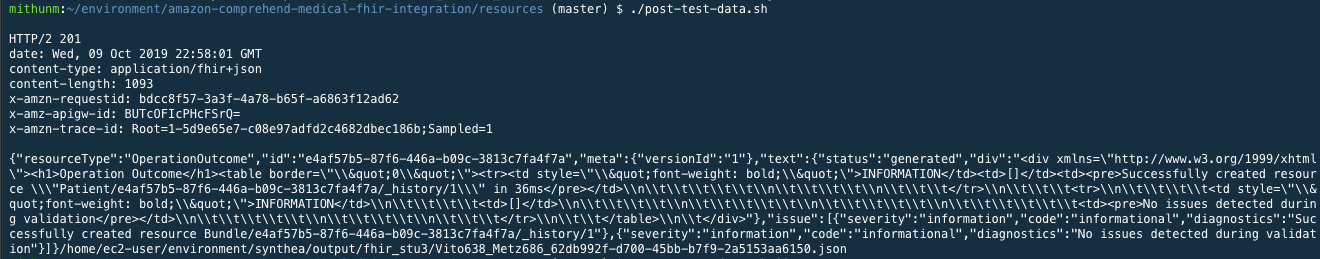 mithunm:~/environment/amazon-comprehend-medical-fhir-integration/resources (master) $ ./post-test-data.sh
HTTP/2 201
date: Wed, 09 Oct 2019 22:58:01 GMT
content-type: application/fhir+json
content-length: 1093
x-amzn-requestid: bdcc8f57-3a3f-4a78-b65f-a6863f12ad62
x-amz-apigw-id: BUTcOFIcPHcFSrQ=
x-amzn-trace-id: Root=1-5d9e65e7-c08e97adfd2c4682dbec186b;Sampled=1
{"resourceType":"OperationOutcome","id":"e4af57b5-87f6-446a-b09c-3813c7fa4f7a","meta":{"versionId":"1"},"text":{"status":"generated","div":"<div xmlns=\"http://www.w3.org/1999/xhtml
\"><h1>Operation Outcome</h1><table border=\"\\&quot;0\\&quot;\"><tr><td style=\"\\&quot;font-weight: bold;\\&quot;\">INFORMATION</td><td>[]</td><td><pre>Successfully created resour
ce \\\"Patient/e4af57b5-87f6-446a-b09c-3813c7fa4f7a/_history/1\\\" in 36ms</pre></td>\\n\\t\\t\\t\\t\\t\\n\\t\\t\\t\\t\\n\\t\\t\\t</tr>\\n\\t\\t\\t<tr>\\n\\t\\t\\t\\t<td style=\"\\&
quot;font-weight: bold;\\&quot;\">INFORMATION</td>\\n\\t\\t\\t\\t<td>[]</td>\\n\\t\\t\\t\\t\\t\\n\\t\\t\\t\\t\\t\\n\\t\\t\\t\\t\\t\\t<td><pre>No issues detected durin
g validation</pre></td>\\n\\t\\t\\t\\t\\t\\n\\t\\t\\t\\t\\n\\t\\t\\t</tr>\\n\\t\\t</table>\\n\\t</div>"},"issue":[{"severity":"information","code":"informational","diagnostics":"Suc
cessfully created resource Bundle/e4af57b5-87f6-446a-b09c-3813c7fa4f7a/_history/1"},{"severity":"information","code":"informational","diagnostics":"No issues detected during validat
ion"}]}/home/ec2-user/environment/synthea/output/fhir_stu3/Vito638_Metz686_62db992f-d700-45bb-b7f9-2a5153aa6150.json